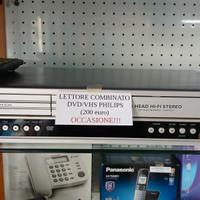 LETTORE COMBINATO
DVD/VHS PHILIPS
(200 euro)
OCCASIONE!!!
HEAD HI-FI STEREO
Panasonic